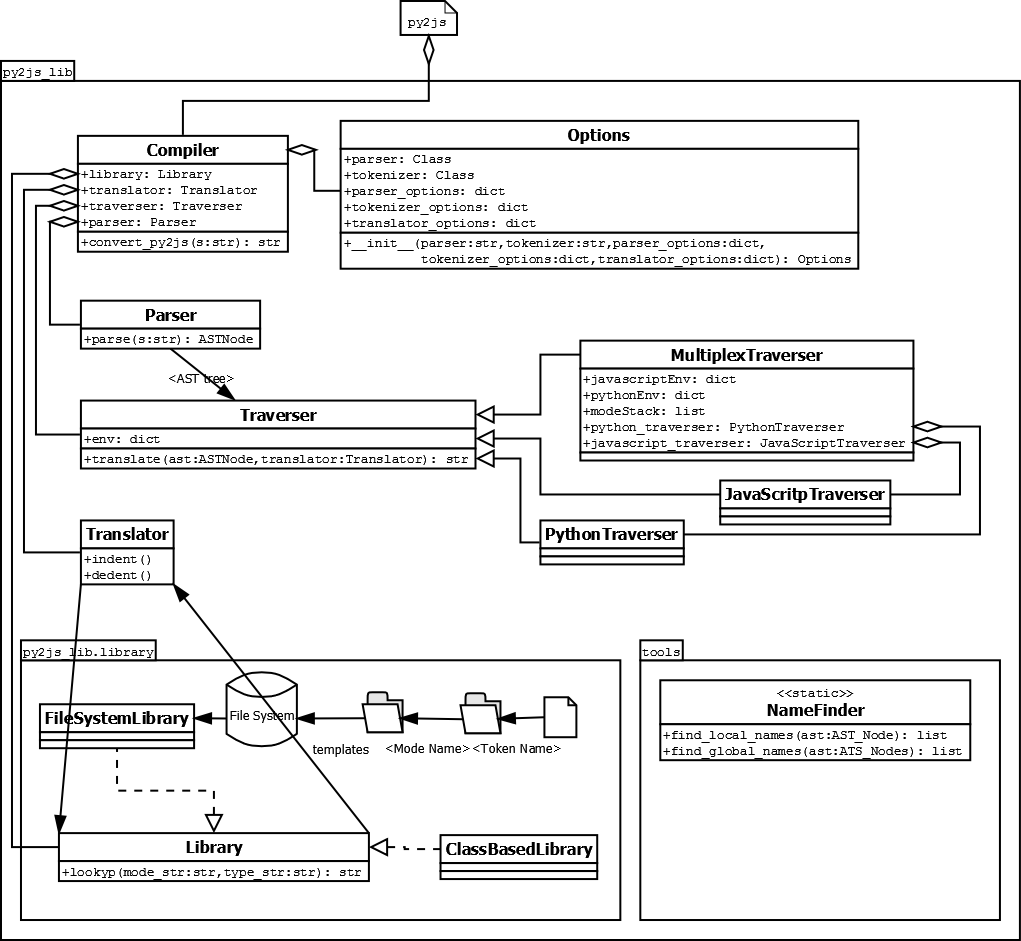 py2js
py2js_lib
Compiler
+library: Library
+translator: Translator
+traverser: Traverser
+parser: Parser
+convert_py2js(s:str): str
Options
+parser: Class
+tokenizer: Class
+parser_options: dict
+tokenizer_options: dict
+translator_options: dict
+__init__(parser:str,tokenizer:str,parser_options:dict,
tokenizer_options:dict,translator_options:dict): Options
Parser
+parse(s:str): ASTNode
<AST tree>
Traverser
+env: dict
+translate(ast:ASTNode,translator:Translator): str
MultiplexTraverser
+javascriptEnv: dict
+pythonEnv: dict
+modeStack: list
+python_traverser: PythonTraverser
+javascript_traverser: JavaScriptTraverser
JavaScritpTraverser
PythonTraverser
Translator
+indent()
+dedent()
py2js_lib.library
FileSystemLibrary
File System
templates
<Mode Name>
<Token Name>
Library
+lookyp(mode_str:str,type_str:str): str
ClassBasedLibrary
tools
<<static>>
NameFinder
+find_local_names(ast:AST_Node): list
+find_global_names(ast:ATS_Nodes): list